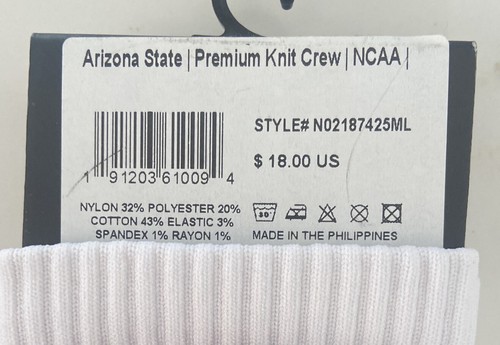 Arizona State | Premium Knit Crew | NCAA |
STYLE# N02187425ML
$ 18.00 US
1 91203 61009 4
30
NYLON 32% POLYESTER 20%
COTTON 43% ELASTIC 3%
SPANDEX 1% RAYON 1%
MADE IN THE PHILIPPINES